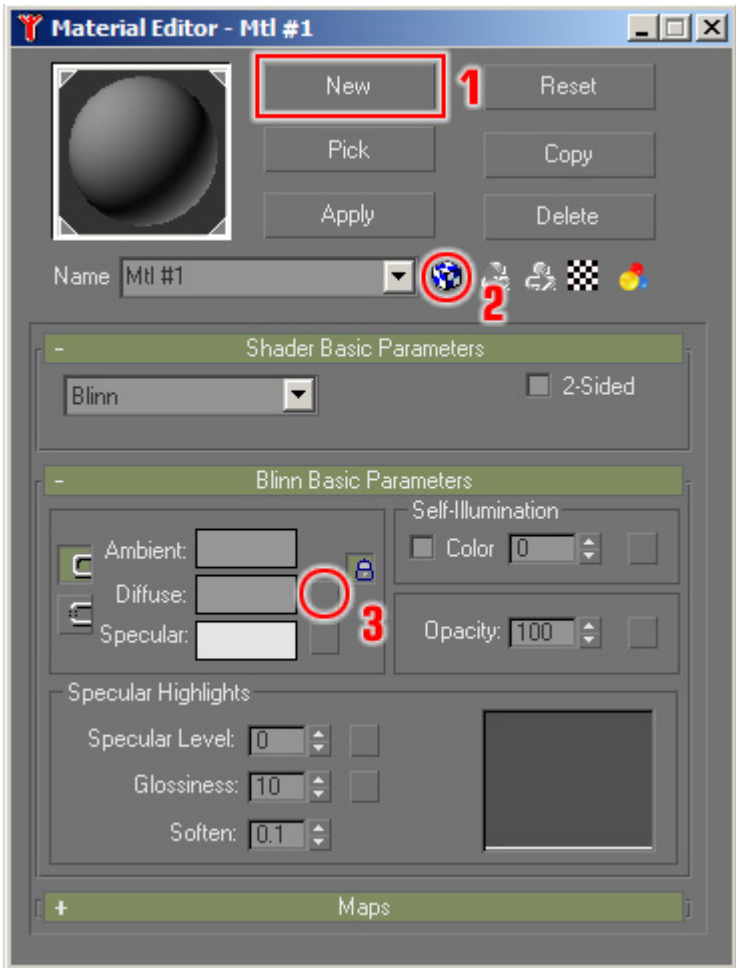 Material Editor - Mtl #1
New 1 Reset
Pick Copy
Apply Delete
Name Mtl #1
2
- Shader Basic Parameters
Blinn 2-Sided
- Blinn Basic Parameters
Self-Illumination
Ambient: Color 0
Diffuse:
3
Specular: Opacity: 100
Specular Highlights
Specular Level: 0
Glossiness: 10
Soften: 0.1
+ Maps